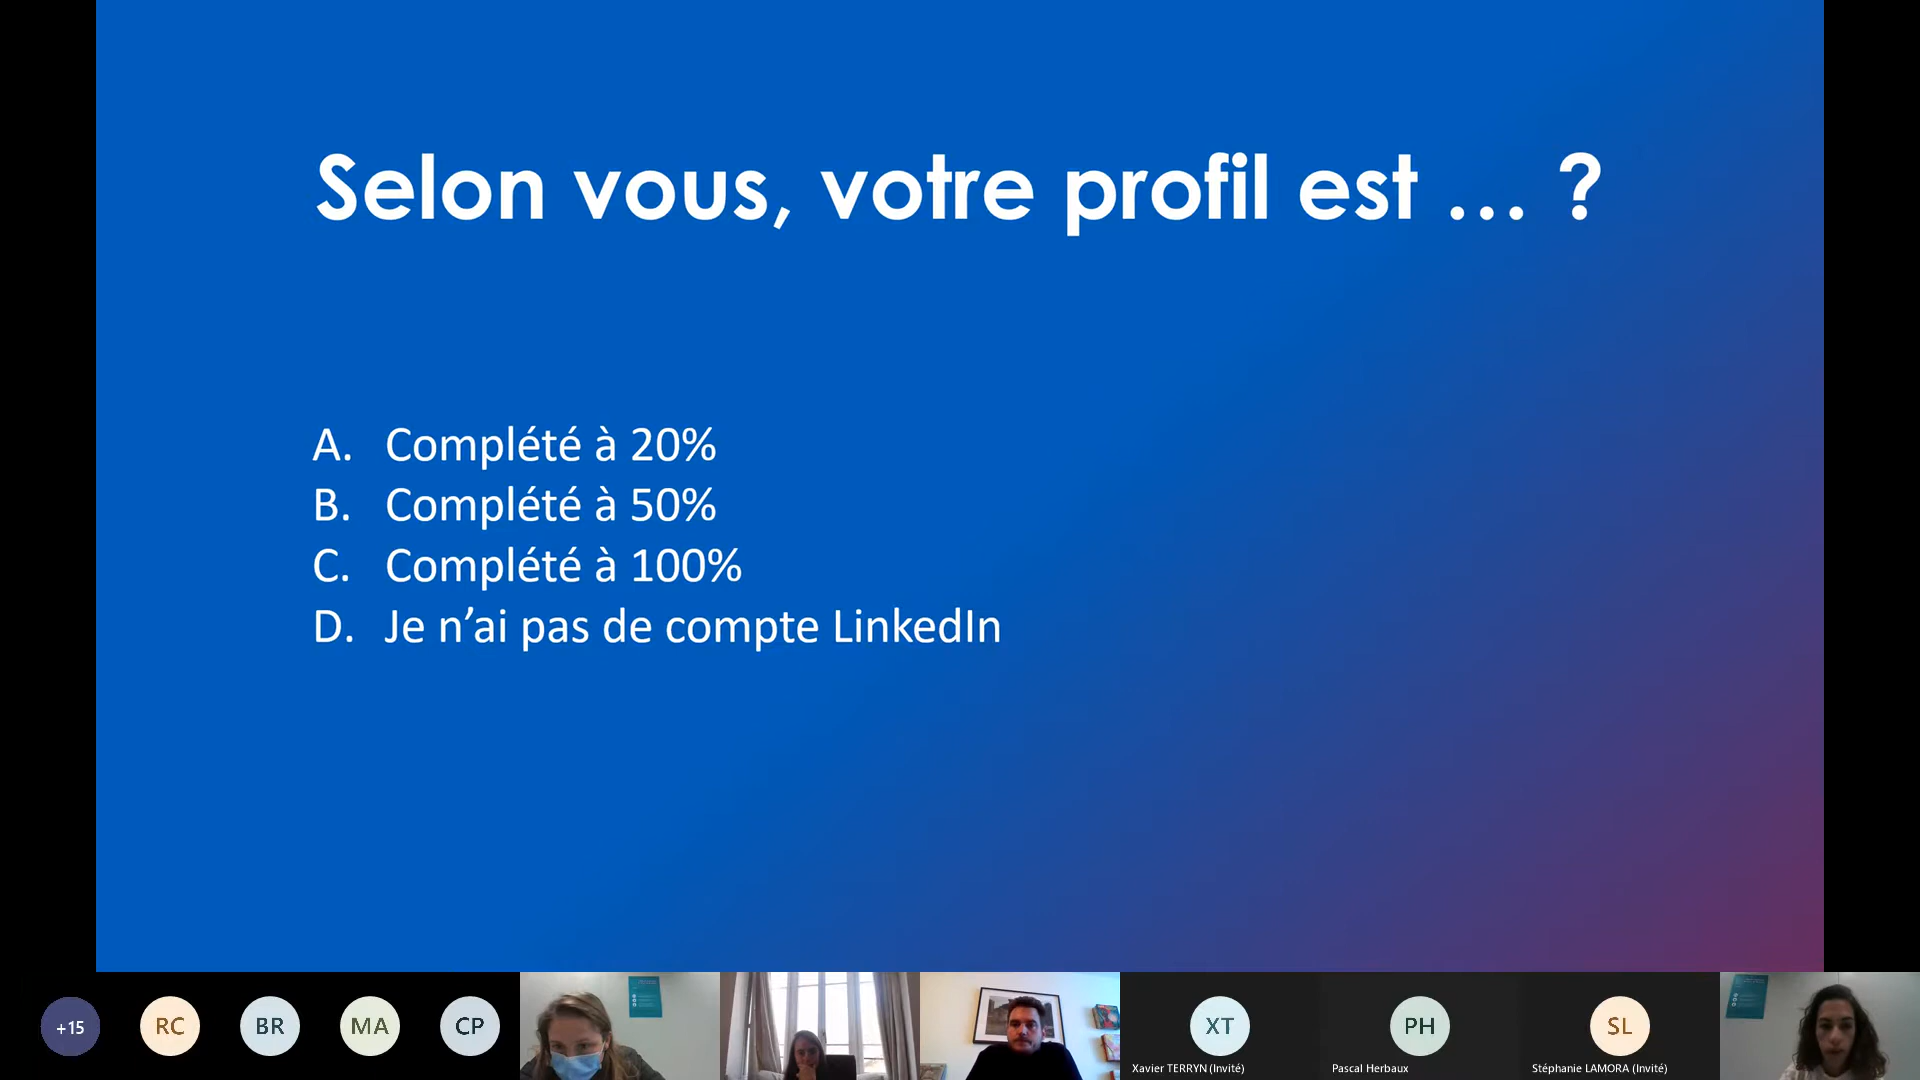 Selon vous, votre profil est … ?
A. Complété à 20%
B. Complété à 50%
C. Complété à 100%
D. Je n’ai pas de compte LinkedIn
+15
RC
BR
MA
CP
XT
PH
SL
Xavier TERRYN (Invité)
Pascal Herbaux
Stéphanie LAMORA (Invité)